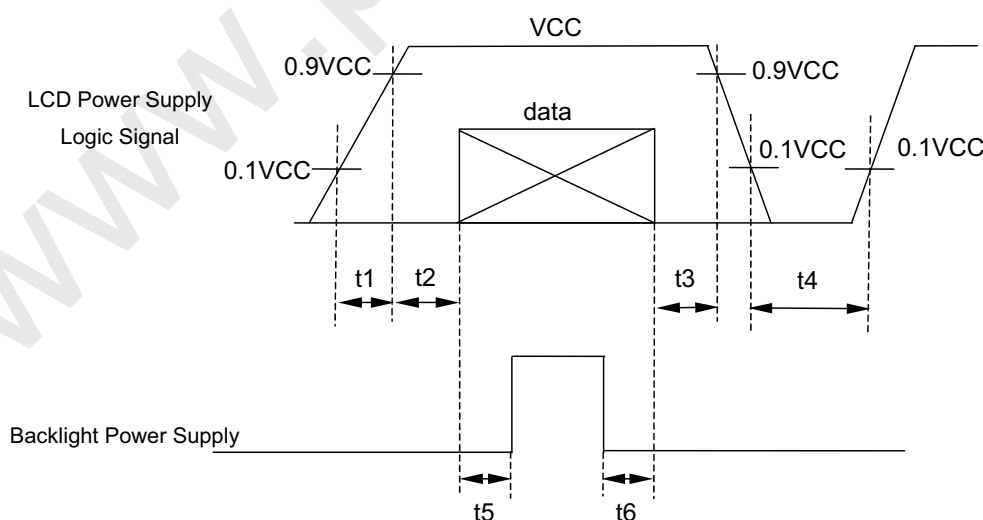 VCC
0.9VCC
0.9VCC
LCD Power Supply
Logic Signal
data
0.1VCC
0.1VCC
0.1VCC
t1
t2
t3
t4
Backlight Power Supply
t5
t6
www.p